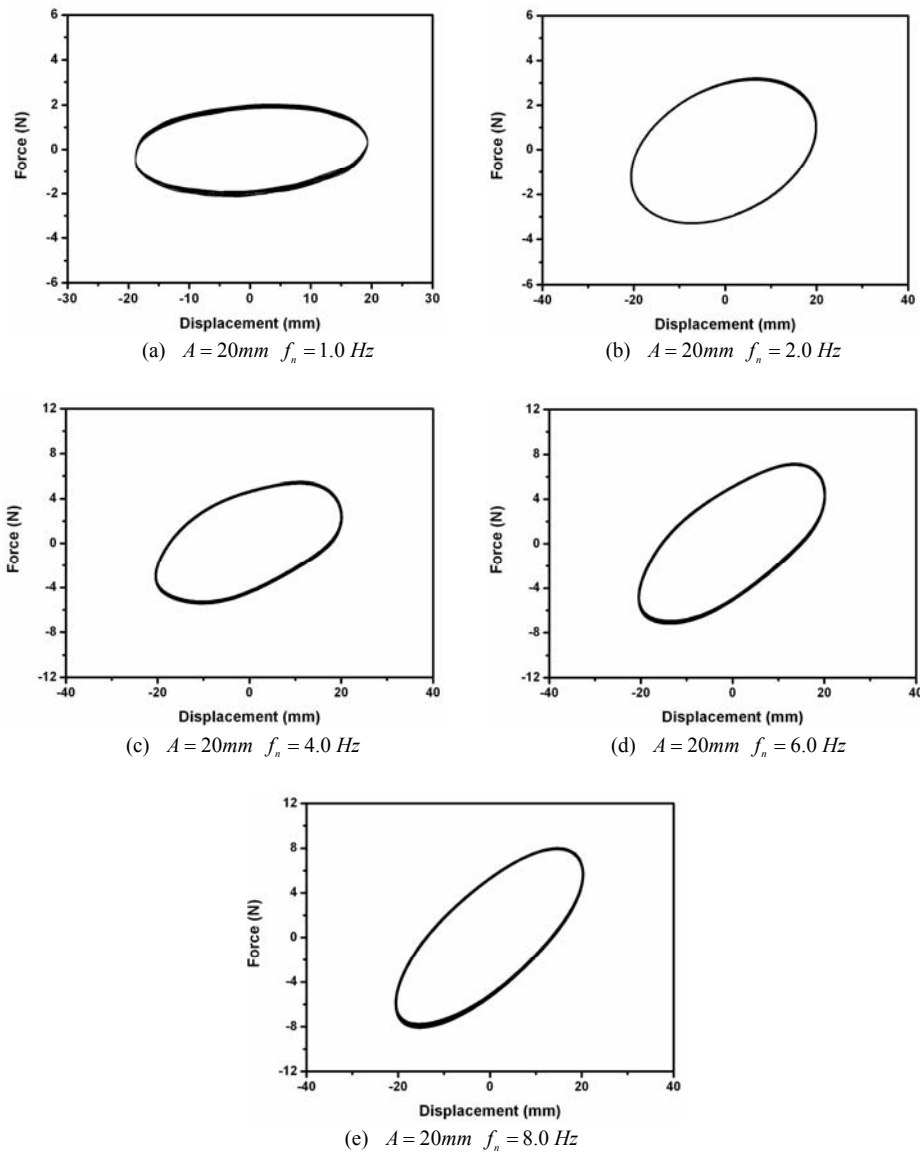 6
4
2
0
-2
-4
-6
Force (N)
-30 -20 -10 0 10 20 30
Displacement (mm)
(a) A = 20mm f_n = 1.0 Hz
6
4
2
0
-2
-4
-6
Force (N)
-40 -20 0 20 40
Displacement (mm)
(b) A = 20mm f_n = 2.0 Hz
12
8
4
0
-4
-8
-12
Force (N)
-40 -20 0 20 40
Displacement (mm)
(c) A = 20mm f_n = 4.0 Hz
12
8
4
0
-4
-8
-12
Force (N)
-40 -20 0 20 40
Displacement (mm)
(d) A = 20mm f_n = 6.0 Hz
12
8
4
0
-4
-8
-12
Force (N)
-40 -20 0 20 40
Displacement (mm)
(e) A = 20mm f_n = 8.0 Hz